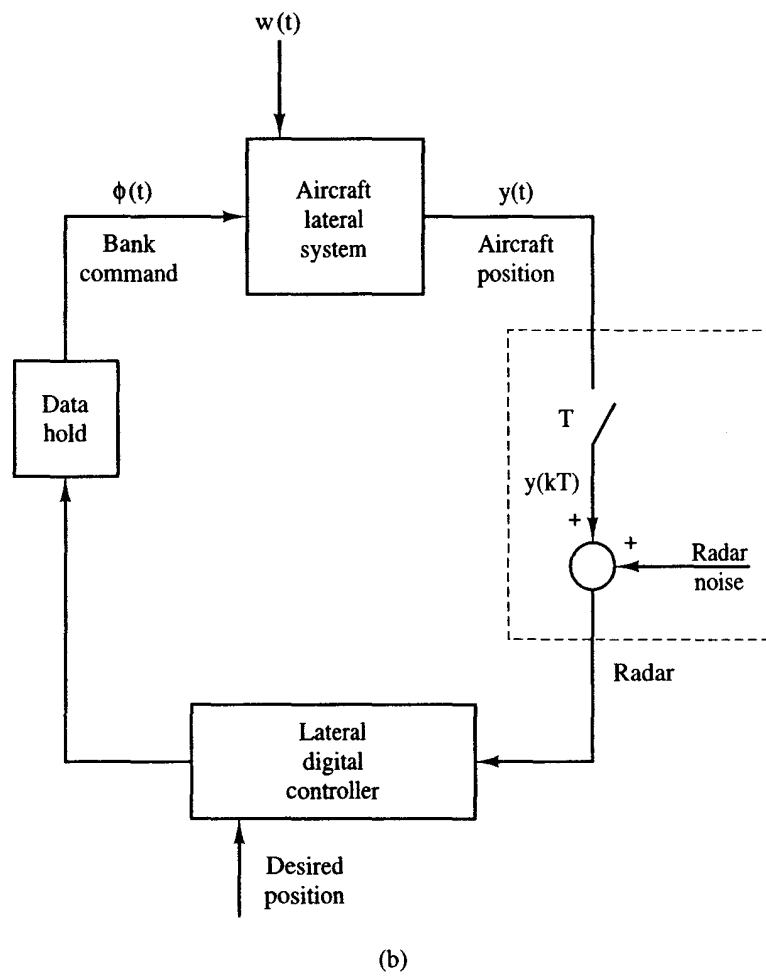 w(t)
Aircraft
lateral
system
ϕ(t)
Bank
command
y(t)
Aircraft
position
Data
hold
T
y(kT)
+
+
Radar
noise
Radar
Lateral
digital
controller
Desired
position
(b)